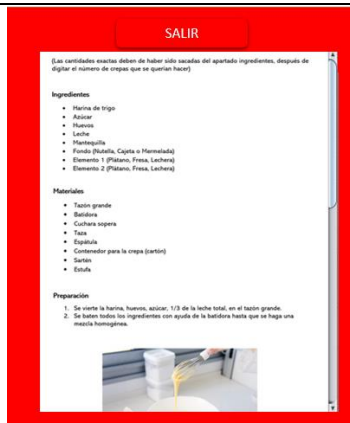 SALIR
(Las cantidades exactas deben de haber sido sacadas del apartado ingredientes, después de
digitar el número de crepas que se querían hacer)
Ingredientes
• Harina de trigo
• Azúcar
• Huevos
• Leche
• Mantequilla
• Fondo (Nutella, Cajeta o Mermelada)
• Elemento 1 (Plátano, Fresa, Lechera)
• Elemento 2 (Plátano, Fresa, Lechera)
Materiales
• Tazón grande
• Batidora
• Cuchara sopera
• Taza
• Espátula
• Contenedor para la crepa (cartón)
• Sartén
• Estufa
Preparación
1. Se vierte la harina, huevos, azúcar, 1/3 de la leche total, en el tazón grande.
2. Se baten todos los ingredientes con ayuda de la batidora hasta que se haga una
mezcla homogénea.